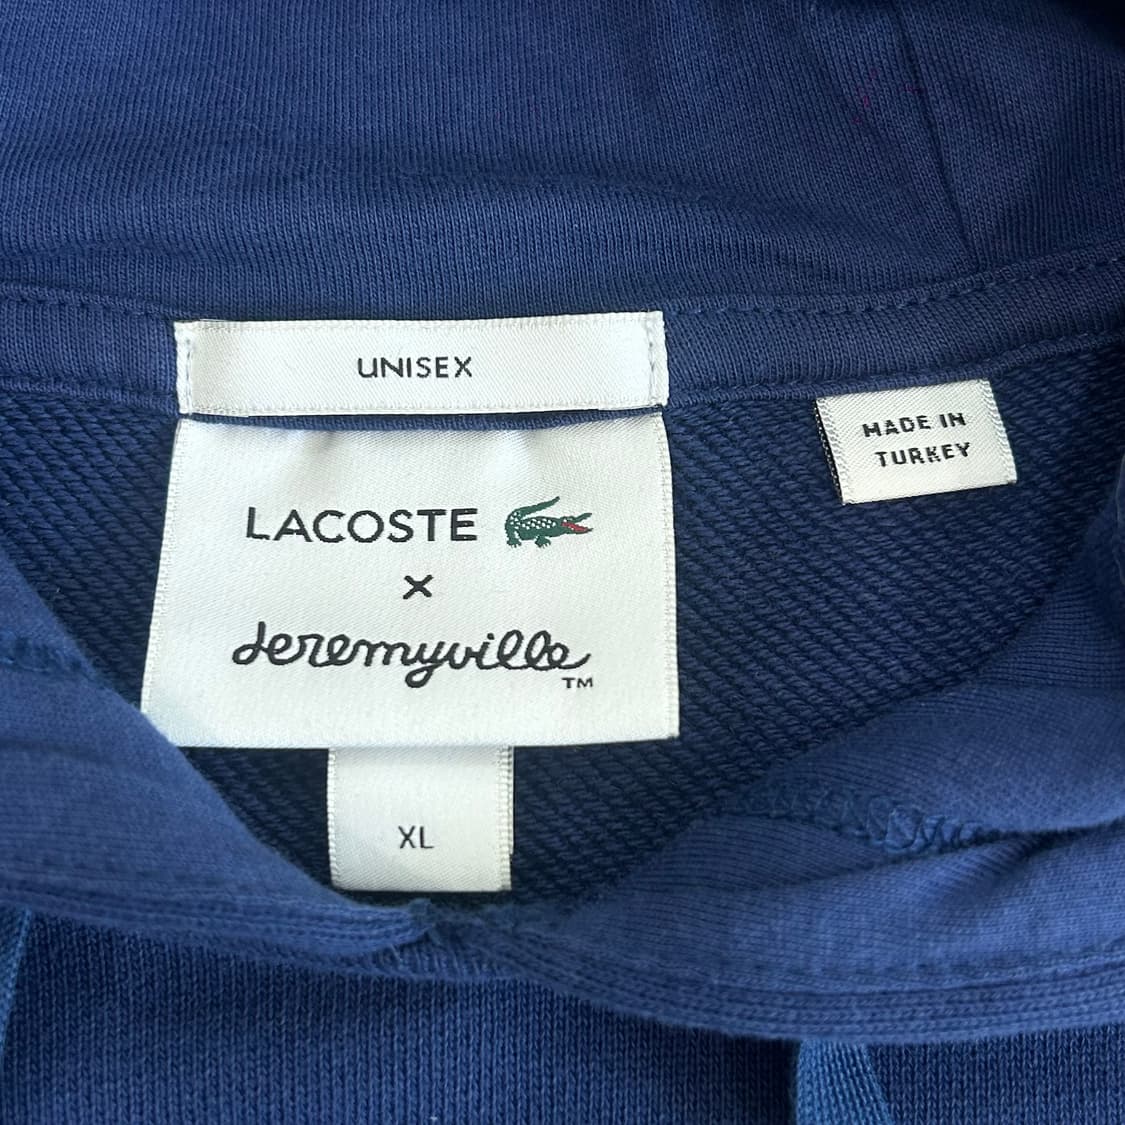 UNISEX
LACOSTE
x
Jeremyville
TM
XL
MADE IN
TURKEY